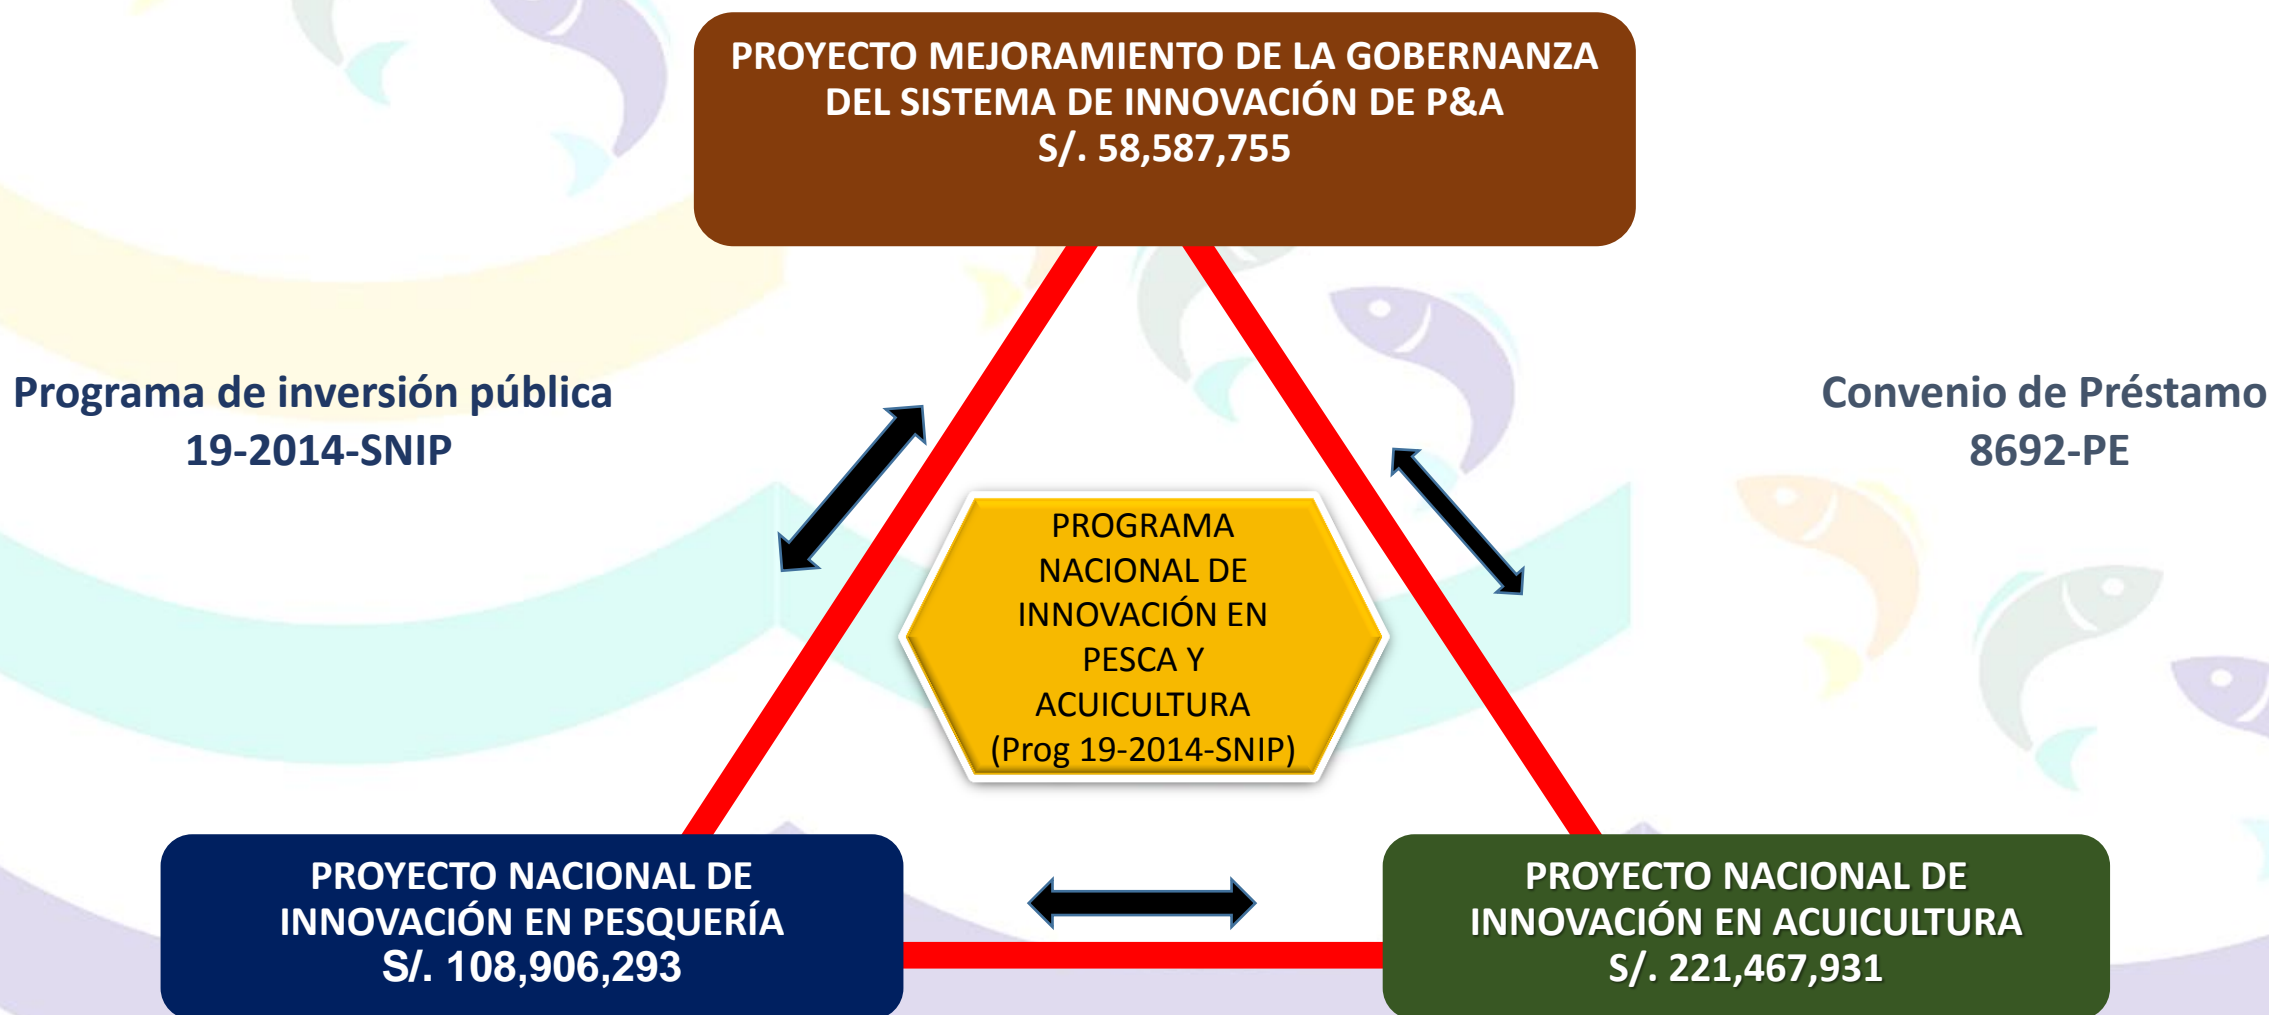 PROYECTO MEJORAMIENTO DE LA GOBERNANZA
DEL SISTEMA DE INNOVACIÓN DE P&A
S/. 58,587,755
Programa de inversión pública
19-2014-SNIP
Convenio de Préstamo
8692-PE
PROGRAMA
NACIONAL DE
INNOVACIÓN EN
PESCA Y
ACUICULTURA
(Prog 19-2014-SNIP)
PROYECTO NACIONAL DE
INNOVACIÓN EN PESQUERÍA
S/. 108,906,293
PROYECTO NACIONAL DE
INNOVACIÓN EN ACUICULTURA
S/. 221,467,931